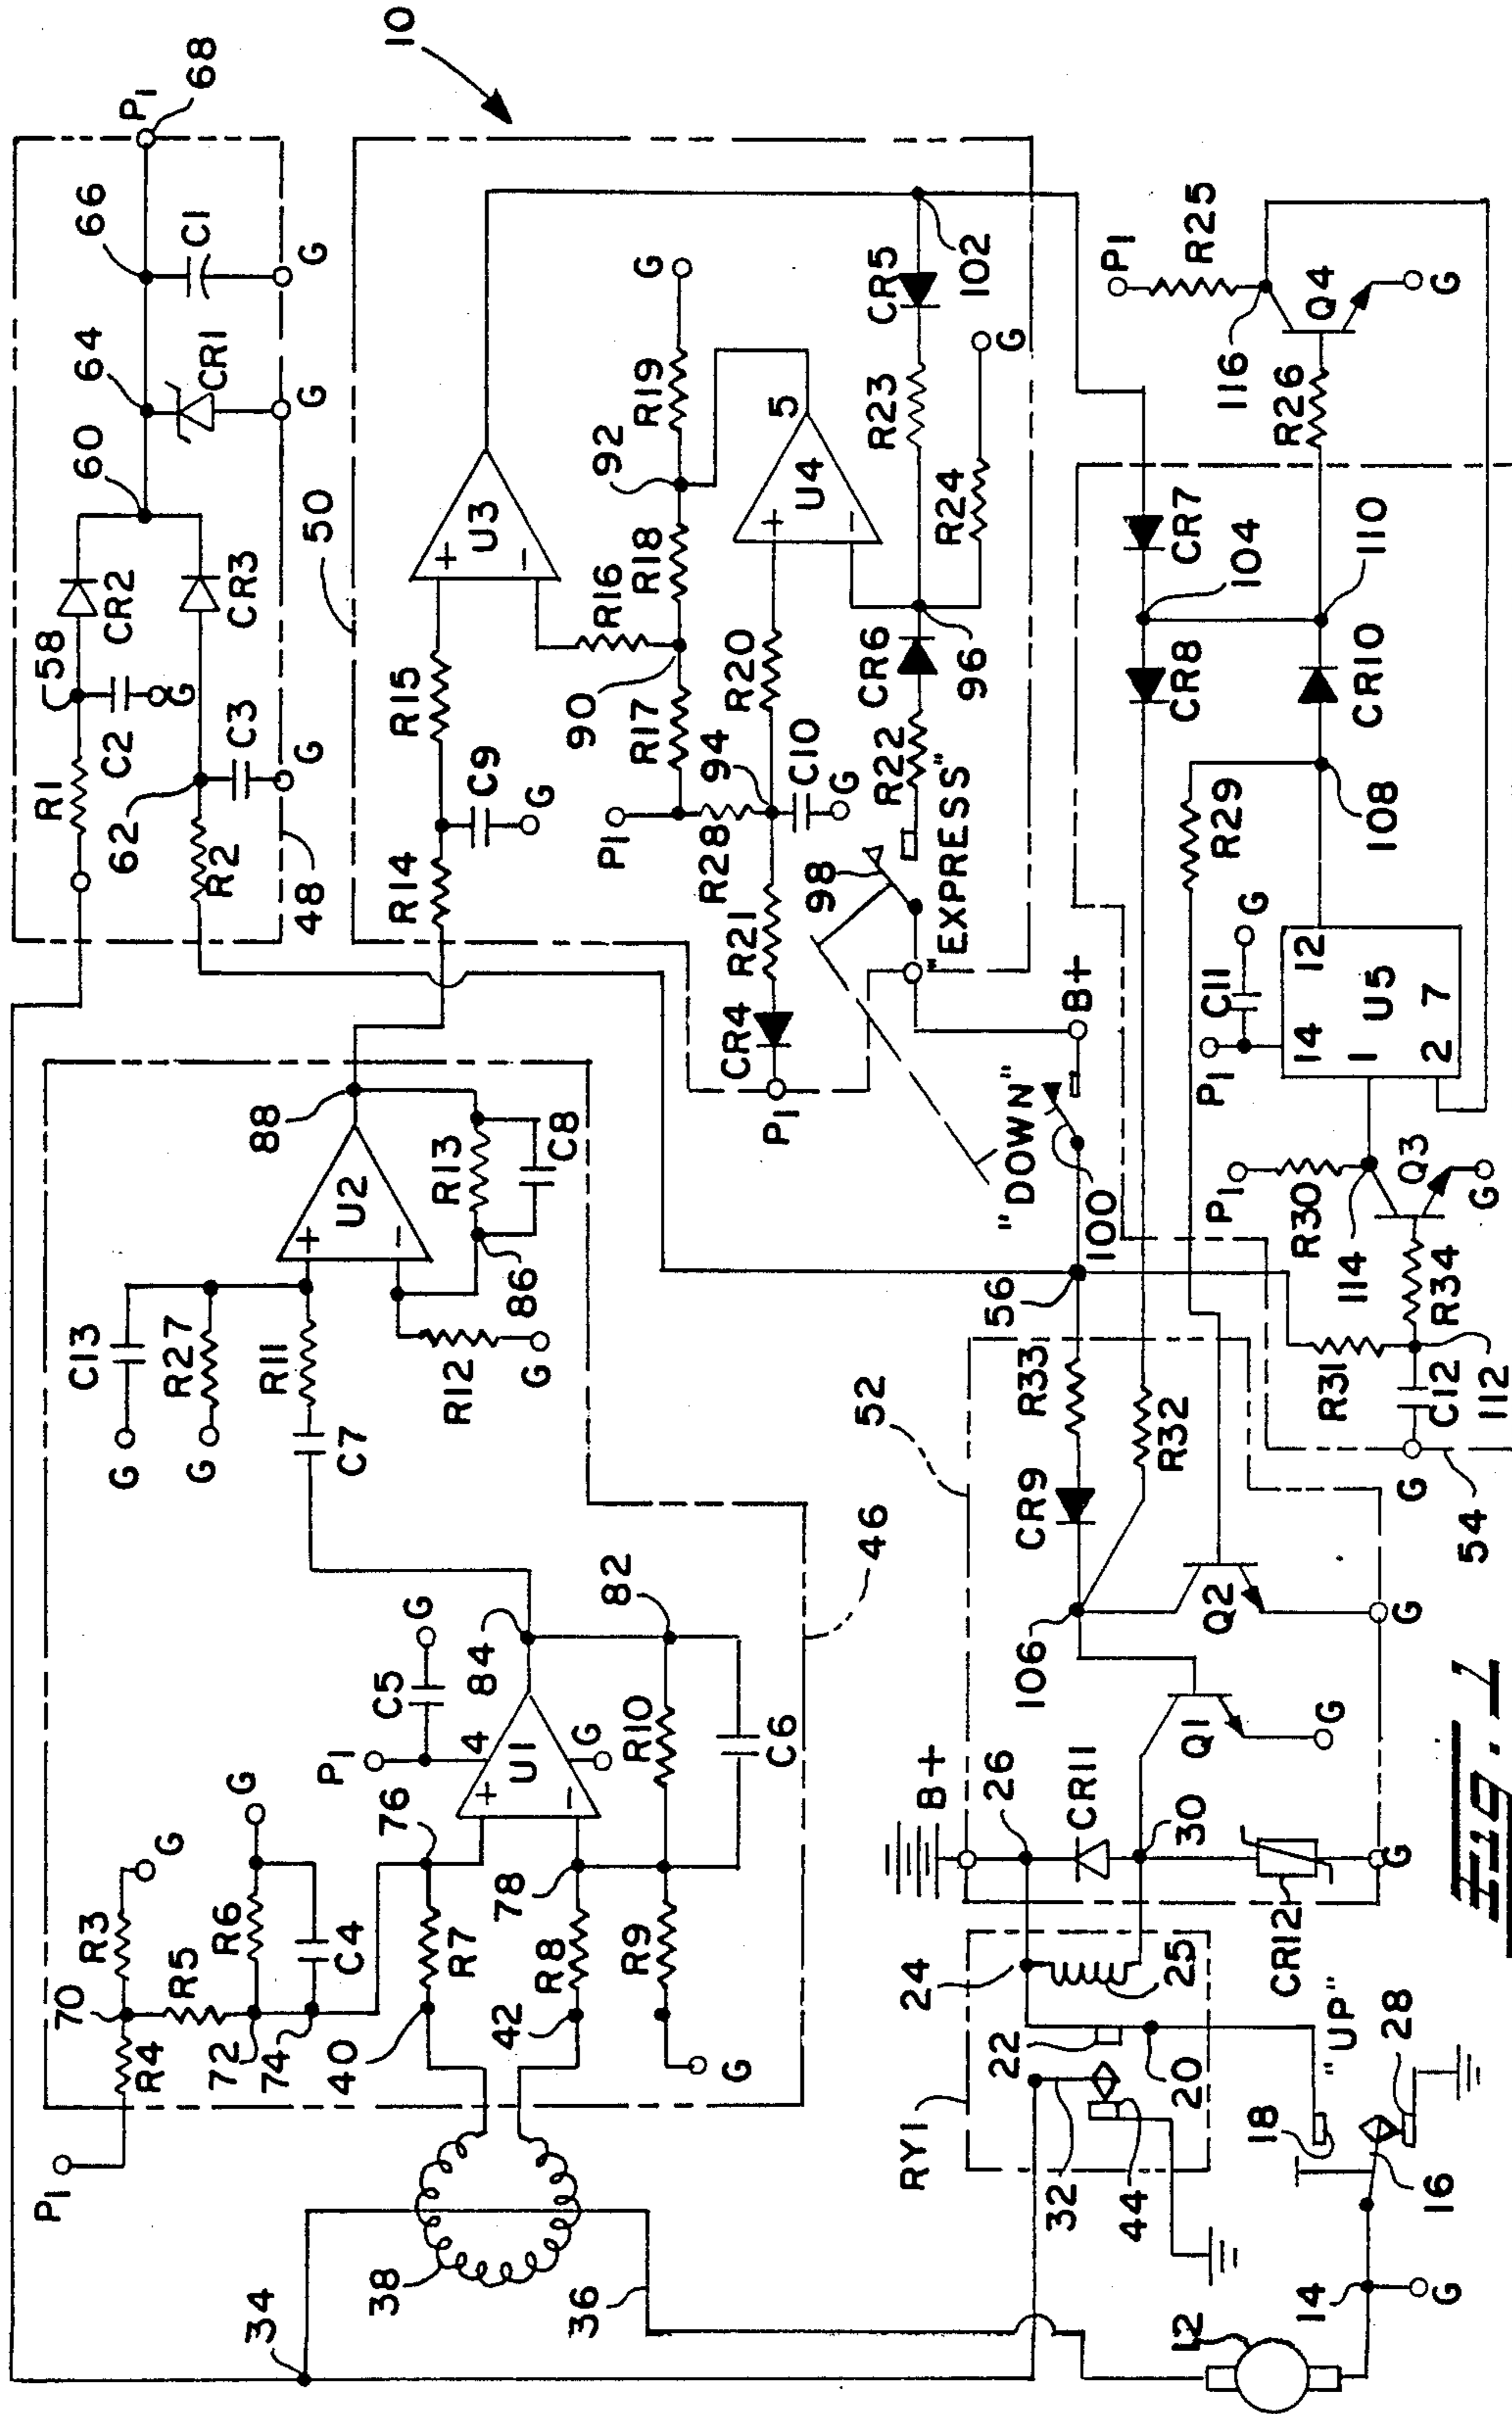 10
P1
68
66
C1
G
64
CR1
G
60
CR2
CR3
58
C2
G
C3
G
R1
62
R2
48
50
U3
+
−
R15
R16
C9
G
R14
92
R19
G
R18
90
R17
P1
R28
94
C10
G
R20
R21
CR4
P1
U4
+
−
5
CR5
102
R23
R24
G
CR6
96
R22
98
"EXPRESS"
B+
"DOWN"
100
56
88
U2
+
−
R13
C8
86
R12
G
C13
G
R27
G
R11
C7
46
82
84
C5
G
P1
4
U1
+
−
G
R10
C6
76
78
R3
G
R4
P1
70
R5
R6
G
C4
72
74
R7
40
R8
42
R9
G
38
36
34
52
R33
CR9
R32
106
Q2
G
Q1
G
B+
26
CR11
30
CR12
G
RY1
24
25
22
20
32
44
"UP"
18
28
16
14
G
12
P1
R25
116
Q4
G
R26
CR7
104
CR8
110
CR10
108
R29
C11
G
P1
14
12
1
U5
2
7
P1
R30
114
Q3
G
R34
R31
C12
112
G
54
Fig. 1